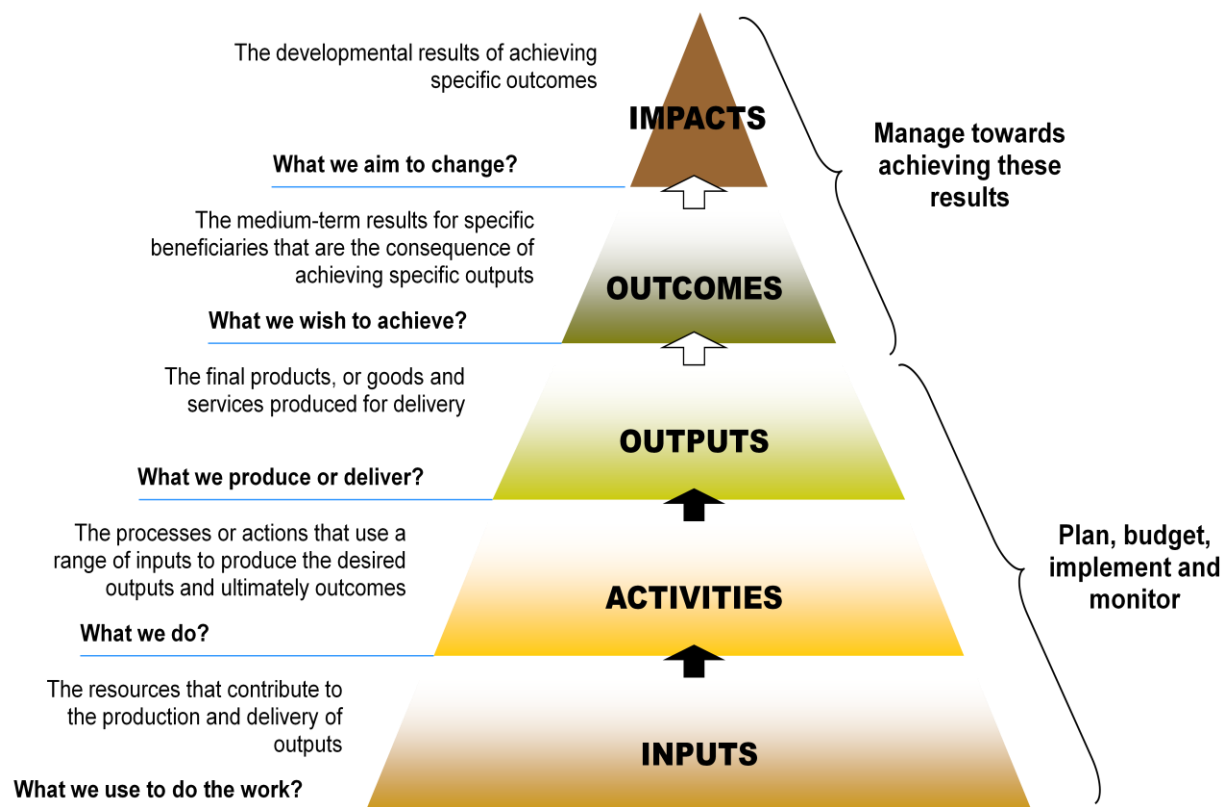 The developmental results of achieving
specific outcomes
IMPACTS
What we aim to change?
Manage towards
achieving these
results
The medium-term results for specific
beneficiaries that are the consequence of
achieving specific outputs
OUTCOMES
What we wish to achieve?
The final products, or goods and
services produced for delivery
OUTPUTS
What we produce or deliver?
The processes or actions that use a
range of inputs to produce the desired
outputs and ultimately outcomes
ACTIVITIES
Plan, budget,
implement and
monitor
What we do?
The resources that contribute to
the production and delivery of
outputs
INPUTS
What we use to do the work?